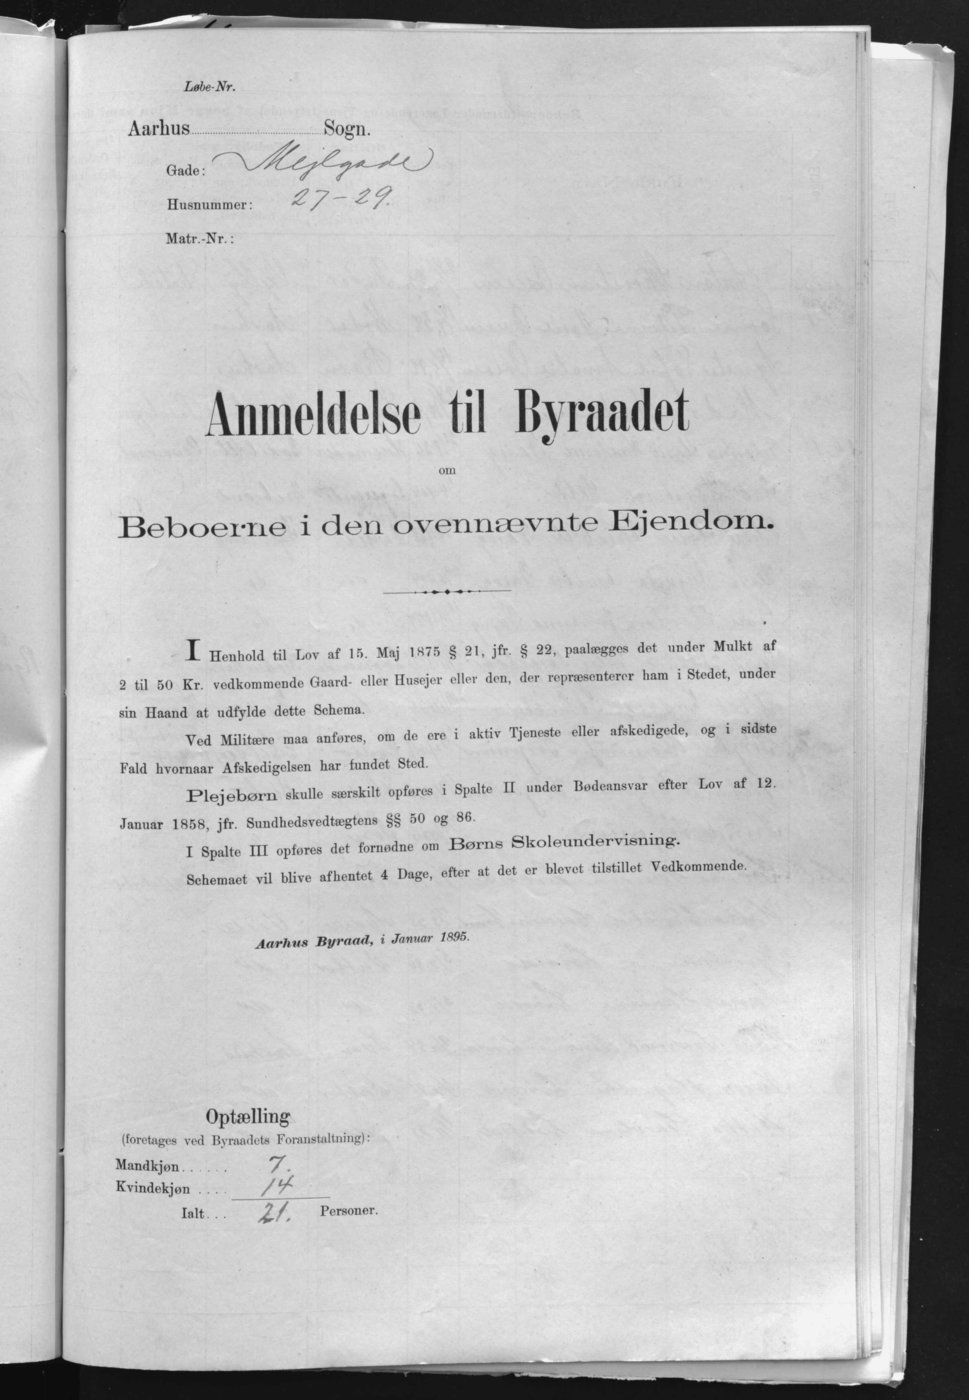 Løbe-Nr.
Aarhus Sogn.
Gade: Mejlgade
Husnummer: 27-29.
Matr.-Nr.:
Anmeldelse til Byraadet
om
Beboerne i den ovennævnte Ejendom.
I Henhold til Lov af 15. Maj 1875 § 21, jfr. § 22, paalægges det under Mulkt af
2 til 50 Kr. vedkommende Gaard- eller Husejer eller den, der repræsenterer ham i Stedet, under
sin Haand at udfylde dette Schema.
Ved Militære maa anføres, om de ere i aktiv Tjeneste eller afskedigede, og i sidste
Fald hvornaar Afskedigelsen har fundet Sted.
Plejebørn skulle særskilt opføres i Spalte II under Bødeansvar efter Lov af 12.
Januar 1858, jfr. Sundhedsvedtægtens §§ 50 og 86.
I Spalte III opføres det fornødne om Børns Skoleundervisning.
Schemaet vil blive afhentet 4 Dage, efter at det er blevet tilstillet Vedkommende.
Aarhus Byraad, i Januar 1895.
Optælling
(foretages ved Byraadets Foranstaltning):
Mandkjøn...... 7.
Kvindekjøn .... 14
Ialt... 21. Personer.